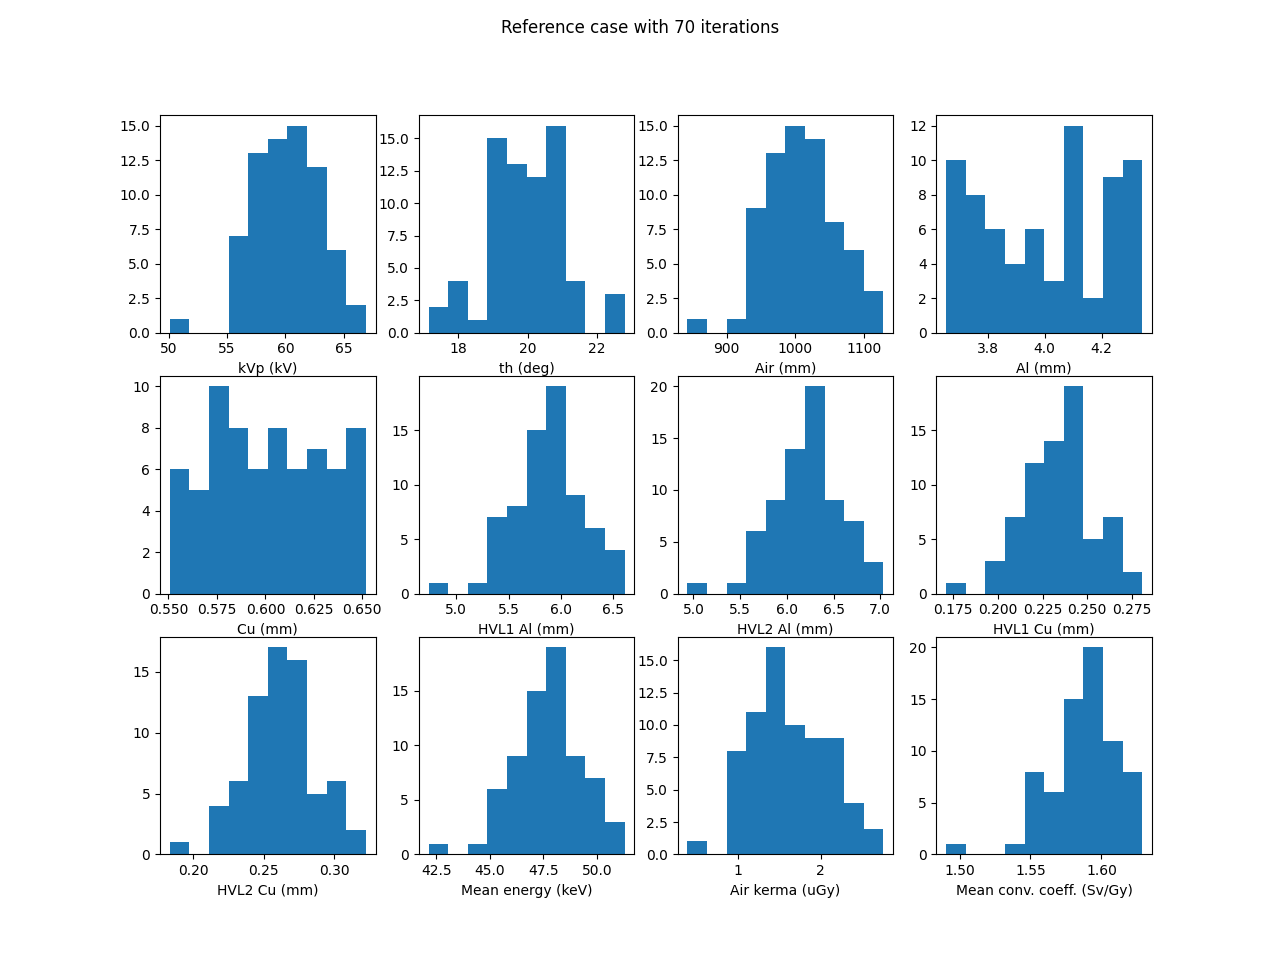 Reference case with 70 iterations
15.0
12.5
10.0
7.5
5.0
2.5
0.0
50 55 60 65
kVp (kV)
15.0
12.5
10.0
7.5
5.0
2.5
0.0
18 20 22
th (deg)
15.0
12.5
10.0
7.5
5.0
2.5
0.0
900 1000 1100
Air (mm)
12
10
8
6
4
2
0
3.8 4.0 4.2
Al (mm)
10
8
6
4
2
0
0.550 0.575 0.600 0.625 0.650
Cu (mm)
15
10
5
0
5.0 5.5 6.0 6.5
HVL1 Al (mm)
20
15
10
5
0
5.0 5.5 6.0 6.5 7.0
HVL2 Al (mm)
15
10
5
0
0.175 0.200 0.225 0.250 0.275
HVL1 Cu (mm)
15
10
5
0
0.20 0.25 0.30
HVL2 Cu (mm)
15
10
5
0
42.5 45.0 47.5 50.0
Mean energy (keV)
15.0
12.5
10.0
7.5
5.0
2.5
0.0
1 2
Air kerma (uGy)
20
15
10
5
0
1.50 1.55 1.60
Mean conv. coeff. (Sv/Gy)